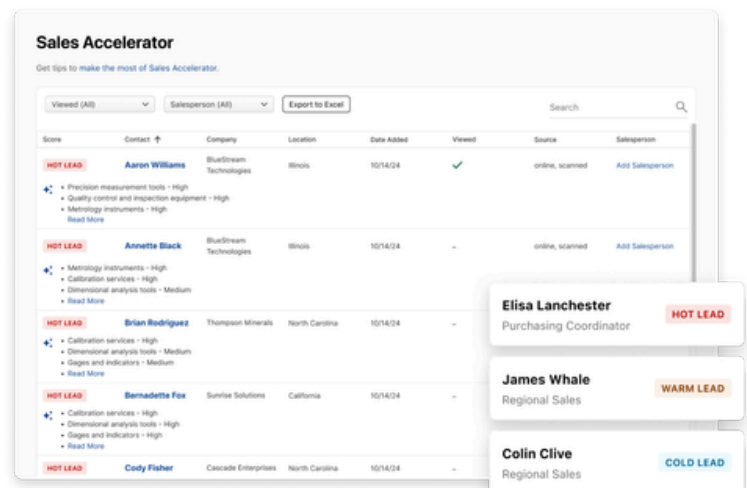 Sales Accelerator
Get tips to make the most of Sales Accelerator.
Viewed (All) Salesperson (All) Export to Excel Search
Score Contact Company Location Date Added Viewed Source Salesperson
HOT LEAD Aaron Williams BlueStream Technologies Illinois 10/14/24 online, scanned Add Salesperson
• Precision measurement tools - High
• Quality control and inspection equipment - High
• Metrology instruments - High
Read More
HOT LEAD Annette Black BlueStream Technologies Illinois 10/14/24 - online, scanned Add Salesperson
• Metrology instruments - High
• Calibration services - High
• Dimensional analysis tools - Medium
Read More
HOT LEAD Brian Rodriguez Thompson Minerals North Carolina 10/14/24 -
• Calibration services - High
• Dimensional analysis tools - Medium
• Gages and indicators - Medium
Read More
HOT LEAD Bernadette Fox Sunrise Solutions California 10/14/24 -
• Calibration services - High
• Dimensional analysis tools - High
• Gages and indicators - High
Read More
HOT LEAD Cody Fisher Cascade Enterprises North Carolina 10/14/24 -
Elisa Lanchester
Purchasing Coordinator
HOT LEAD
James Whale
Regional Sales
WARM LEAD
Colin Clive
Regional Sales
COLD LEAD